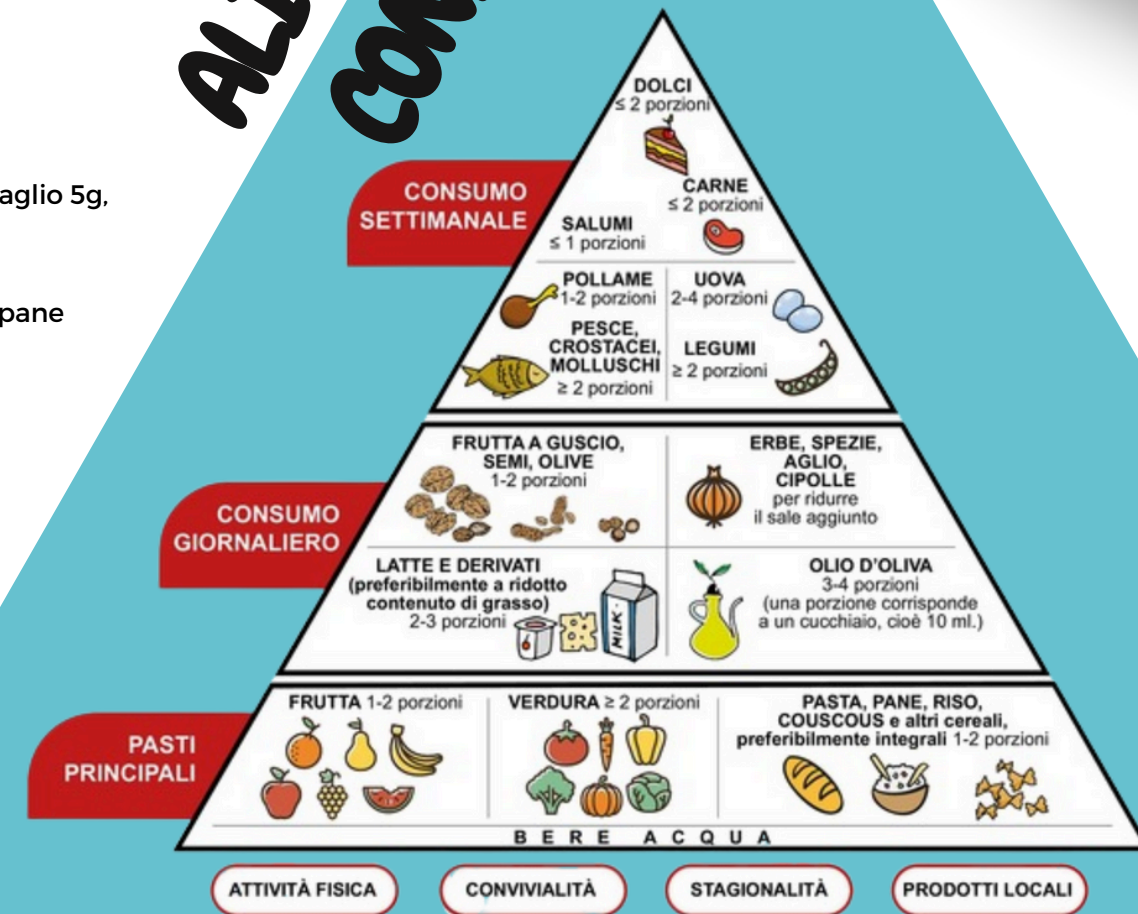 aglio 5g,
pane
DOLCI
≤ 2 porzioni
CARNE
≤ 2 porzioni
SALUMI
≤ 1 porzioni
CONSUMO
SETTIMANALE
POLLAME
1-2 porzioni
UOVA
2-4 porzioni
PESCE,
CROSTACEI,
MOLLUSCHI
≥ 2 porzioni
LEGUMI
≥ 2 porzioni
CONSUMO
GIORNALIERO
FRUTTA A GUSCIO,
SEMI, OLIVE
1-2 porzioni
ERBE, SPEZIE,
AGLIO,
CIPOLLE
per ridurre
il sale aggiunto
LATTE E DERIVATI
(preferibilmente a ridotto
contenuto di grasso)
2-3 porzioni
MILK
OLIO D'OLIVA
3-4 porzioni
(una porzione corrisponde
a un cucchiaio, cioè 10 ml.)
PASTI
PRINCIPALI
FRUTTA 1-2 porzioni
VERDURA ≥ 2 porzioni
PASTA, PANE, RISO,
COUSCOUS e altri cereali,
preferibilmente integrali 1-2 porzioni
BERE ACQUA
ATTIVITÀ FISICA
CONVIVIALITÀ
STAGIONALITÀ
PRODOTTI LOCALI